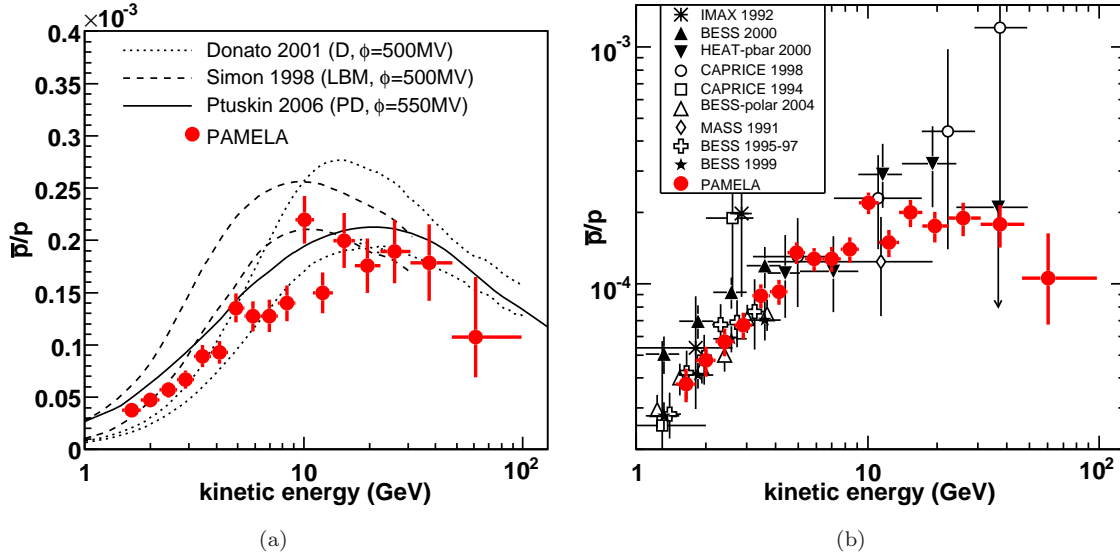 ×10⁻³
0.4
0.35
0.3
0.25
0.2
0.15
0.1
0.05
0
p̅/p
Donato 2001 (D, ϕ=500MV)
Simon 1998 (LBM, ϕ=500MV)
Ptuskin 2006 (PD, ϕ=550MV)
PAMELA
1
10
10²
kinetic energy (GeV)
(a)
10⁻³
10⁻⁴
p̅/p
IMAX 1992
BESS 2000
HEAT-pbar 2000
CAPRICE 1998
CAPRICE 1994
BESS-polar 2004
MASS 1991
BESS 1995-97
BESS 1999
PAMELA
1
10
10²
kinetic energy (GeV)
(b)